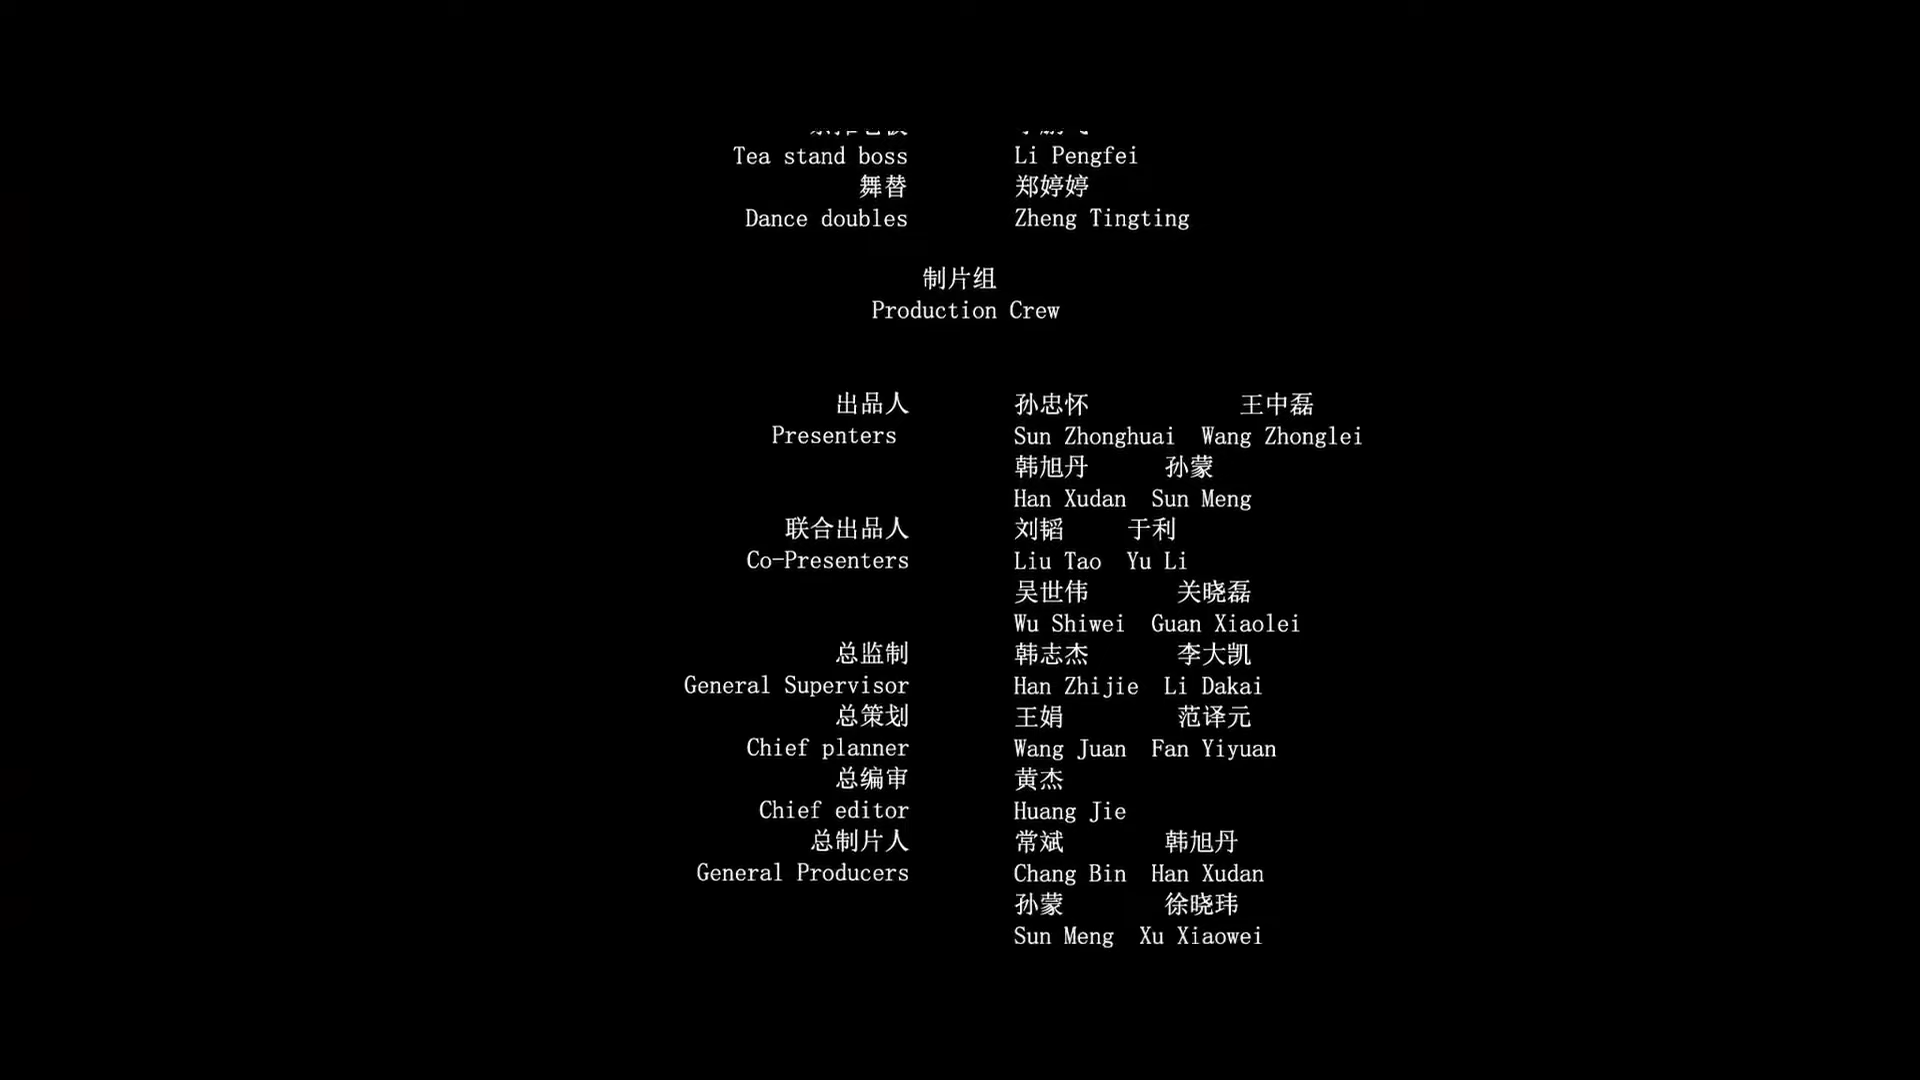 Tea stand boss Li Pengfei
舞替 郑婷婷
Dance doubles Zheng Tingting
制片组
Production Crew
出品人 孙忠怀 王中磊
Presenters Sun Zhonghuai Wang Zhonglei
韩旭丹 孙蒙
Han Xudan Sun Meng
联合出品人 刘韬 于利
Co-Presenters Liu Tao Yu Li
吴世伟 关晓磊
Wu Shiwei Guan Xiaolei
总监制 韩志杰 李大凯
General Supervisor Han Zhijie Li Dakai
总策划 王娟 范译元
Chief planner Wang Juan Fan Yiyuan
总编审 黄杰
Chief editor Huang Jie
总制片人 常斌 韩旭丹
General Producers Chang Bin Han Xudan
孙蒙 徐晓玮
Sun Meng Xu Xiaowei